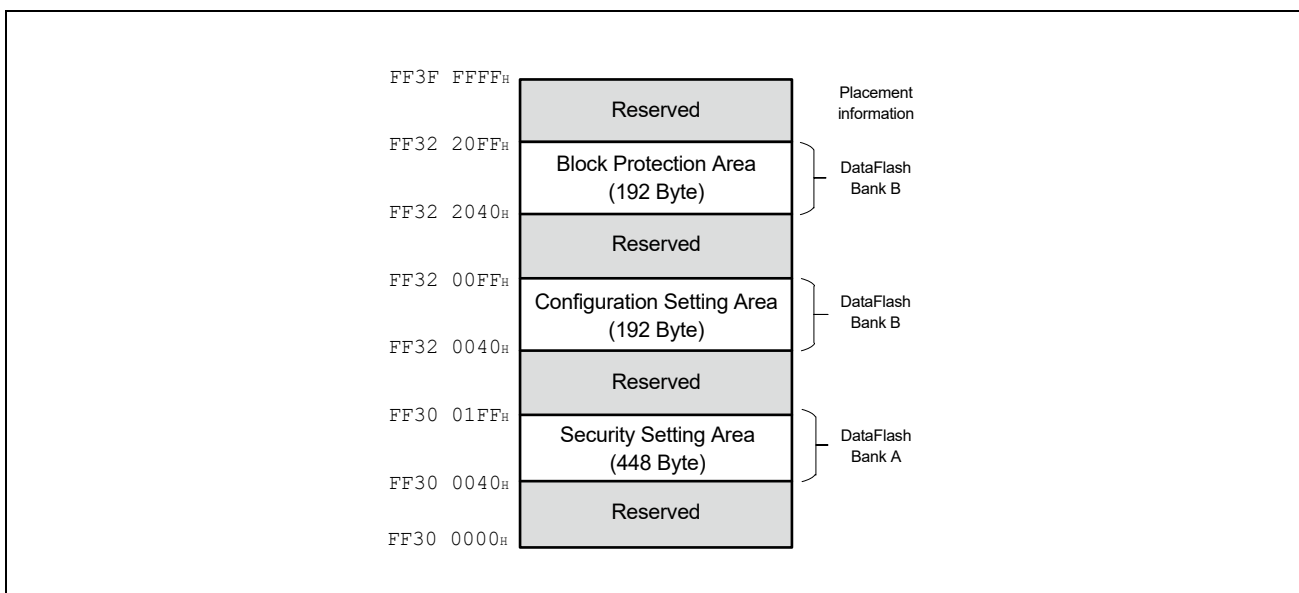 FF3F FFFFH
Reserved
Placement
information
FF32 20FFH
Block Protection Area
(192 Byte)
DataFlash
Bank B
FF32 2040H
Reserved
FF32 00FFH
Configuration Setting Area
(192 Byte)
DataFlash
Bank B
FF32 0040H
Reserved
FF30 01FFH
Security Setting Area
(448 Byte)
DataFlash
Bank A
FF30 0040H
Reserved
FF30 0000H